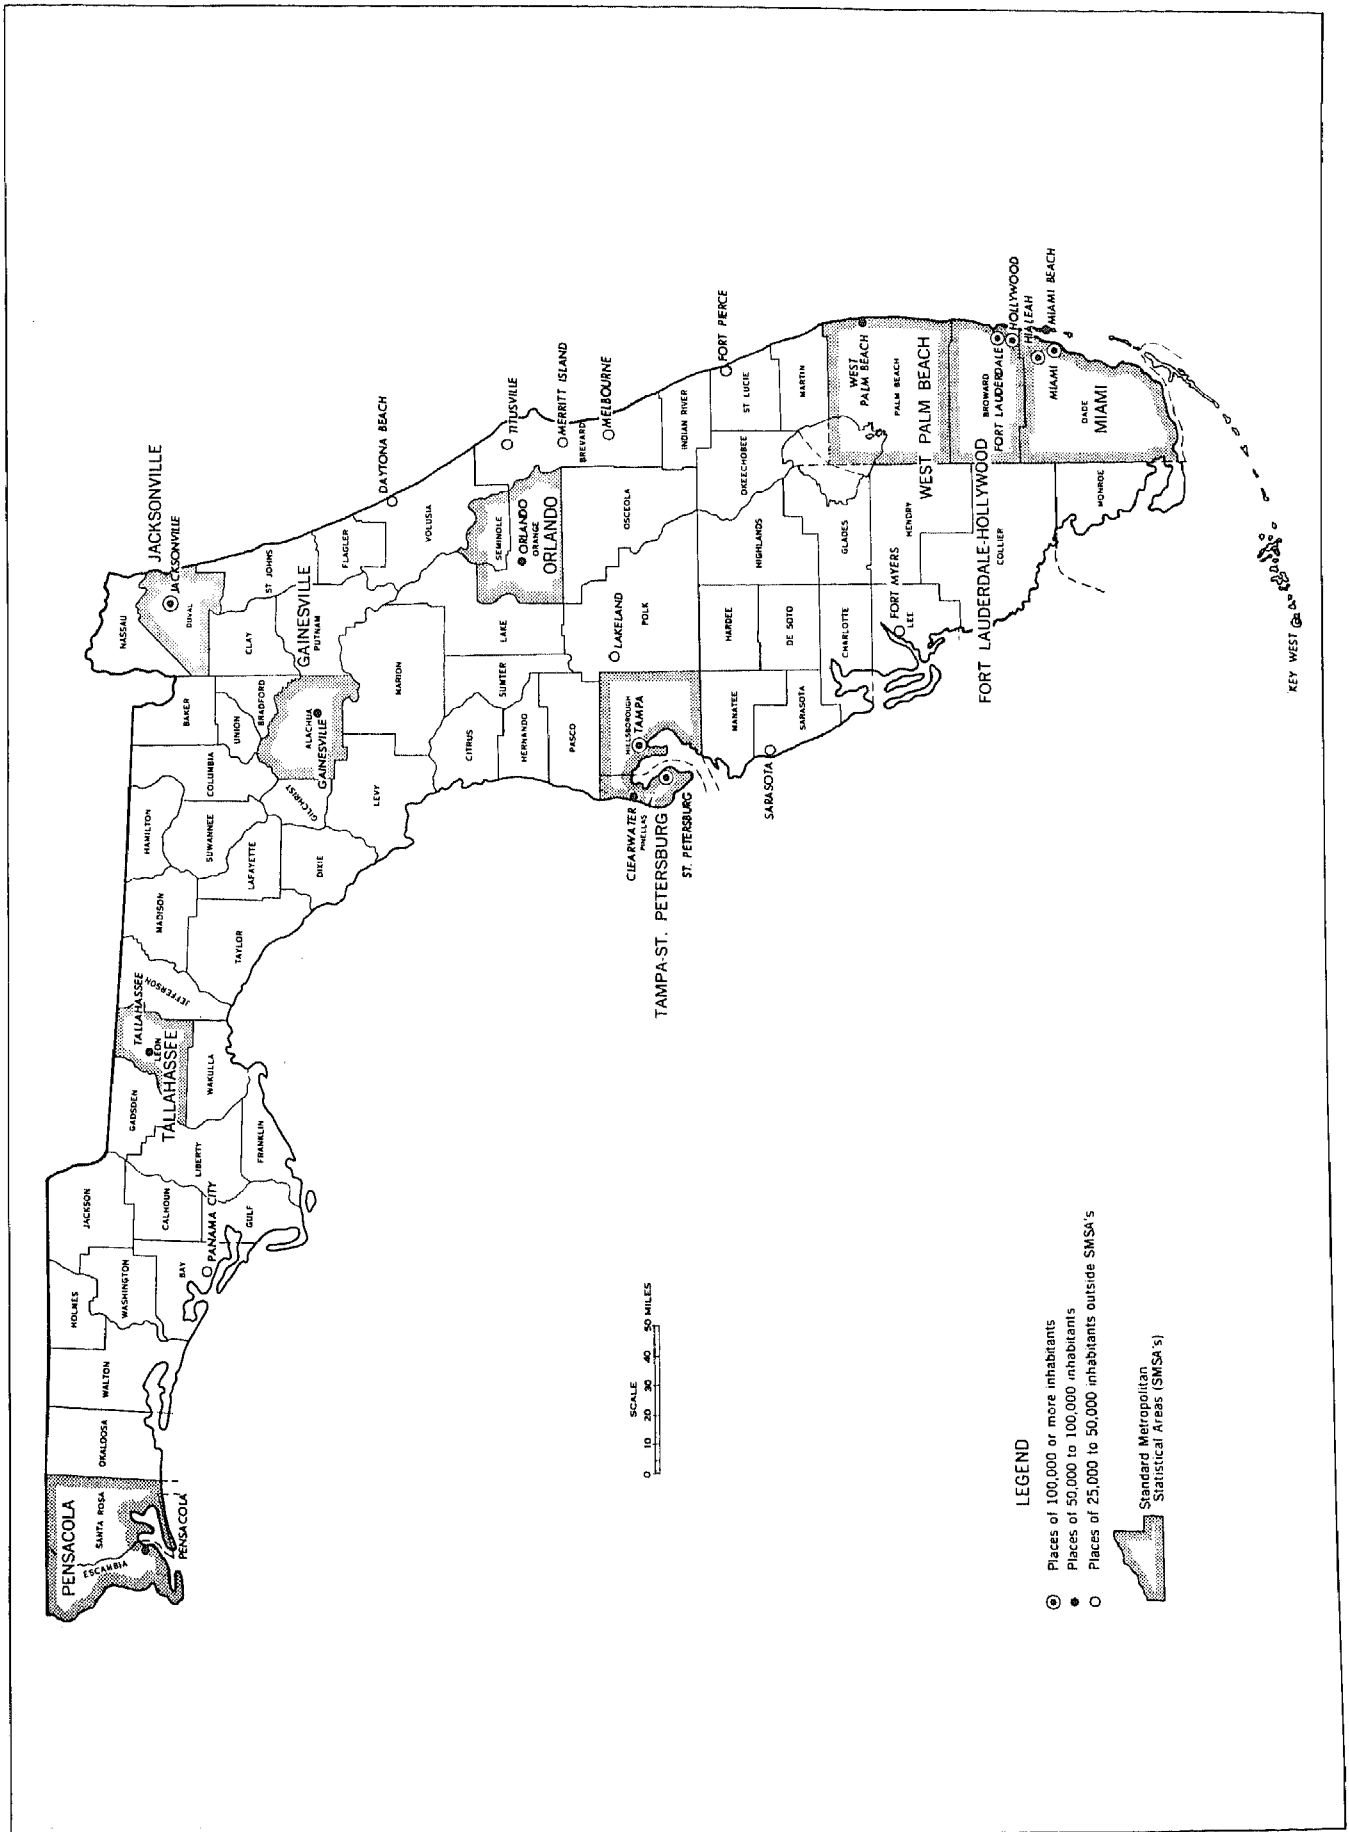 PENSACOLA
ESCAMBIA
SANTA ROSA
PENSACOLA
OKALOOSA
WALTON
HOLMES
WASHINGTON
BAY
PANAMA CITY
JACKSON
CALHOUN
GULF
LIBERTY
FRANKLIN
GADSDEN
TALLAHASSEE
LEON
TALLAHASSEE
WAKULLA
JEFFERSON
MADISON
TAYLOR
HAMILTON
SUWANNEE
LAFAYETTE
DIXIE
COLUMBIA
GILCHRIST
LEVY
BAKER
UNION
BRADFORD
ALACHUA
GAINESVILLE
GAINESVILLE
NASSAU
JACKSONVILLE
JACKSONVILLE
DUVAL
CLAY
ST JOHNS
PUTNAM
FLAGLER
MARION
VOLUSIA
DAYTONA BEACH
CITRUS
SUMTER
LAKE
HERNANDO
PASCO
SEMINOLE
ORLANDO
ORANGE
ORLANDO
TITUSVILLE
MERRITT ISLAND
MELBOURNE
BREVARD
OSCEOLA
LAKELAND
POLK
HILLSBOROUGH
TAMPA
CLEARWATER
PINELLAS
TAMPA-ST. PETERSBURG
ST. PETERSBURG
INDIAN RIVER
FORT PIERCE
ST LUCIE
OKEECHOBEE
HIGHLANDS
HARDEE
MANATEE
DE SOTO
SARASOTA
SARASOTA
MARTIN
GLADES
CHARLOTTE
WEST
PALM BEACH
PALM BEACH
WEST PALM BEACH
HENDRY
FORT MYERS
LEE
BROWARD
FORT LAUDERDALE
FORT LAUDERDALE-HOLLYWOOD
HOLLYWOOD
HIALEAH
MIAMI BEACH
MIAMI
DADE
MIAMI
COLLIER
MONROE
KEY WEST
SCALE
0 10 20 30 40 50 MILES
LEGEND
Places of 100,000 or more inhabitants
Places of 50,000 to 100,000 inhabitants
Places of 25,000 to 50,000 inhabitants outside SMSA's
Standard Metropolitan
Statistical Areas (SMSA's)